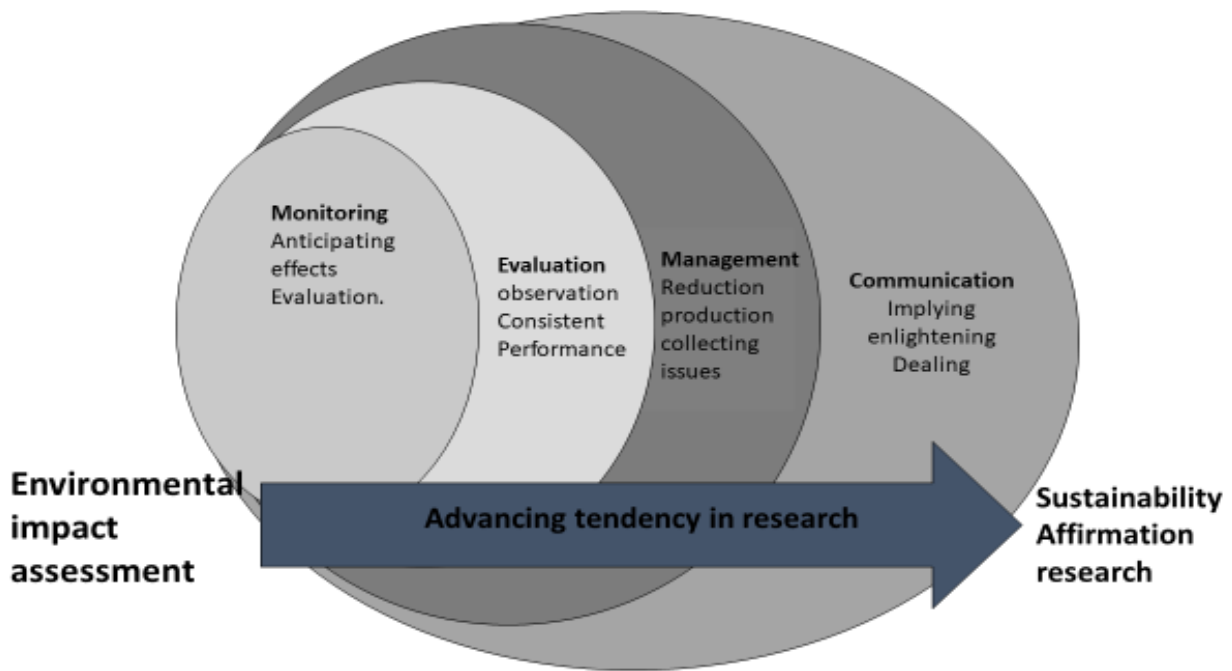 Monitoring
Anticipating
effects
Evaluation.
Evaluation
observation
Consistent
Performance
Management
Reduction
production
collecting
issues
Communication
Implying
enlightening
Dealing
Environmental
impact
assessment
Advancing tendency in research
Sustainability
Affirmation
research